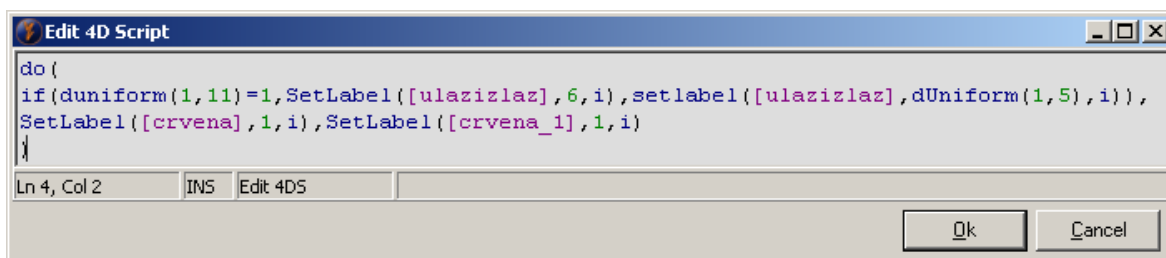 Edit 4D Script
do(
if(duniform(1,11)=1,SetLabel([ulazizlaz],6,i),setlabel([ulazizlaz],dUniform(1,5),i)),
SetLabel([crvena],1,i),SetLabel([crvena_1],1,i)
)
Ln 4, Col 2 INS Edit 4DS
Ok Cancel